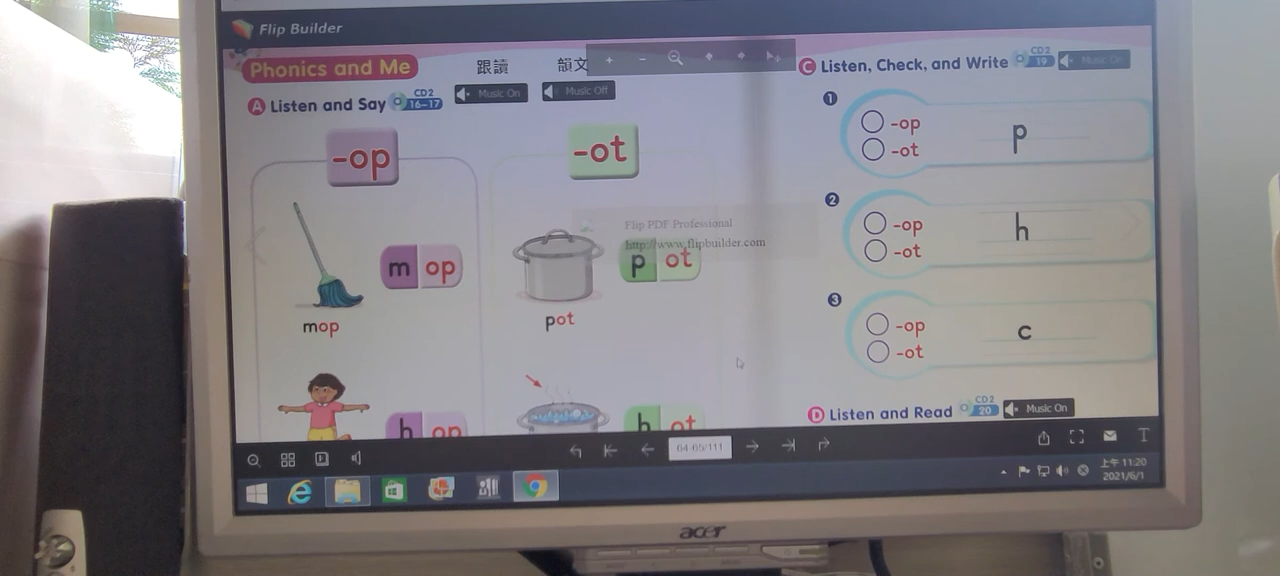 Flip Builder
Phonics and Me
跟讀
韻文
A Listen and Say CD2 16-17
Music On
Music Off
-op
-ot
m op
mop
p ot
pot
h op
h ot
Flip PDF Professional
http://www.flipbuilder.com
C Listen, Check, and Write CD2 19
Music On
1
-op
-ot
p
2
-op
-ot
h
3
-op
-ot
c
D Listen and Read CD2 20
Music On
64-65/111
上午 11:20
2021/6/1
acer